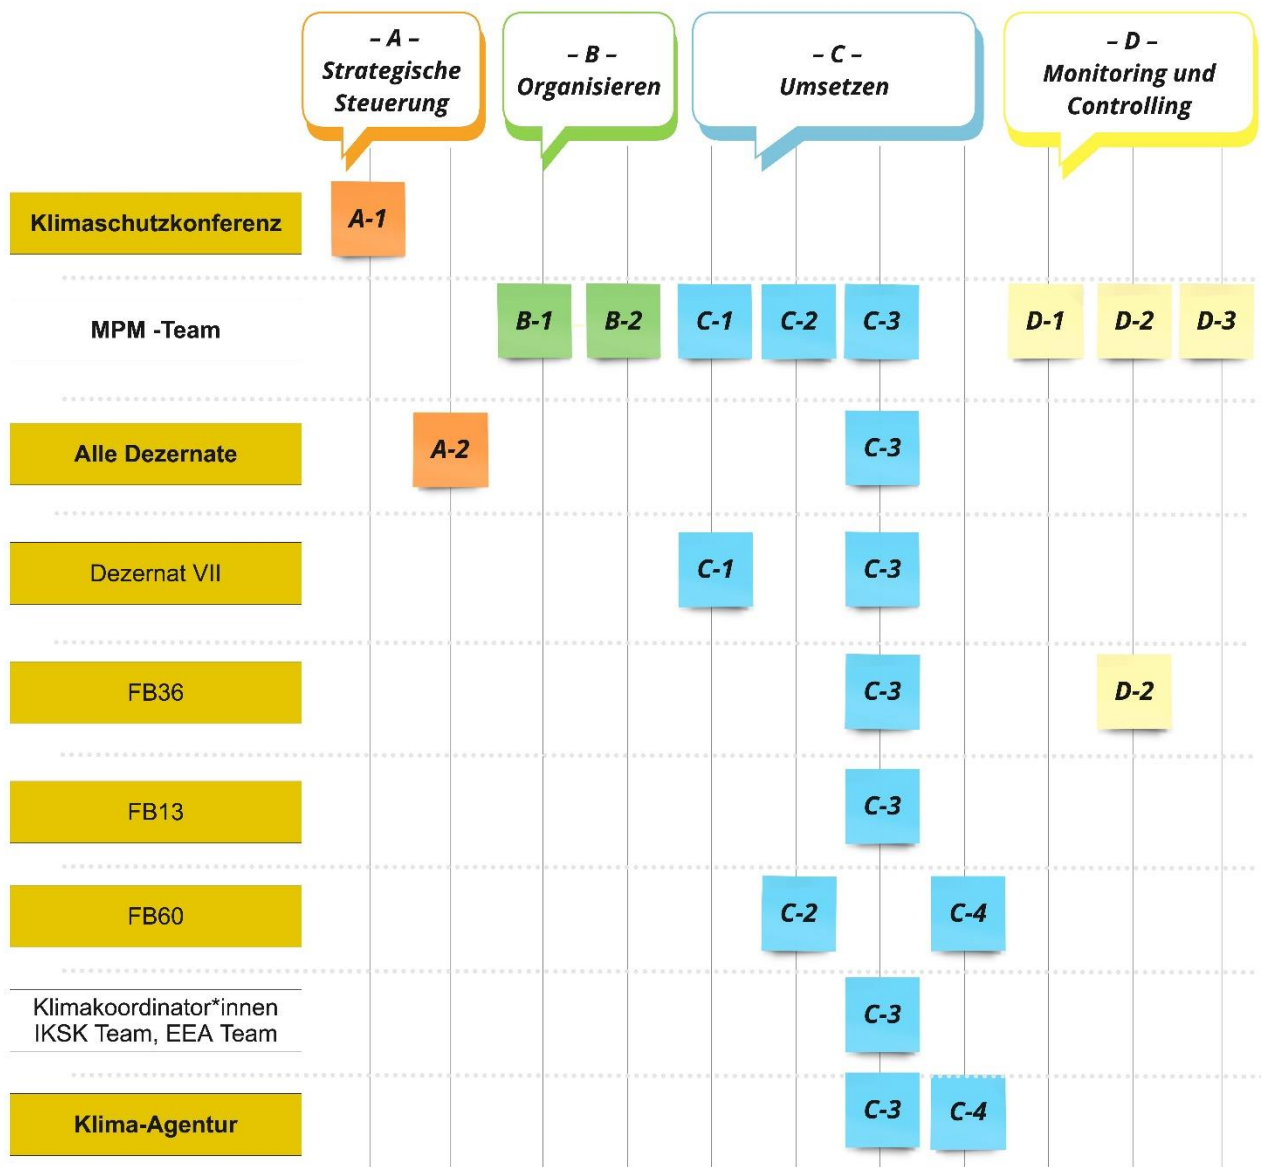 – A –
Strategische
Steuerung
– B –
Organisieren
– C –
Umsetzen
– D –
Monitoring und
Controlling
Klimaschutzkonferenz
A-1
MPM -Team
B-1
B-2
C-1
C-2
C-3
D-1
D-2
D-3
Alle Dezernate
A-2
C-3
Dezernat VII
C-1
C-3
FB36
C-3
D-2
FB13
C-3
FB60
C-2
C-4
Klimakoordinator*innen
IKSK Team, EEA Team
C-3
Klima-Agentur
C-3
C-4